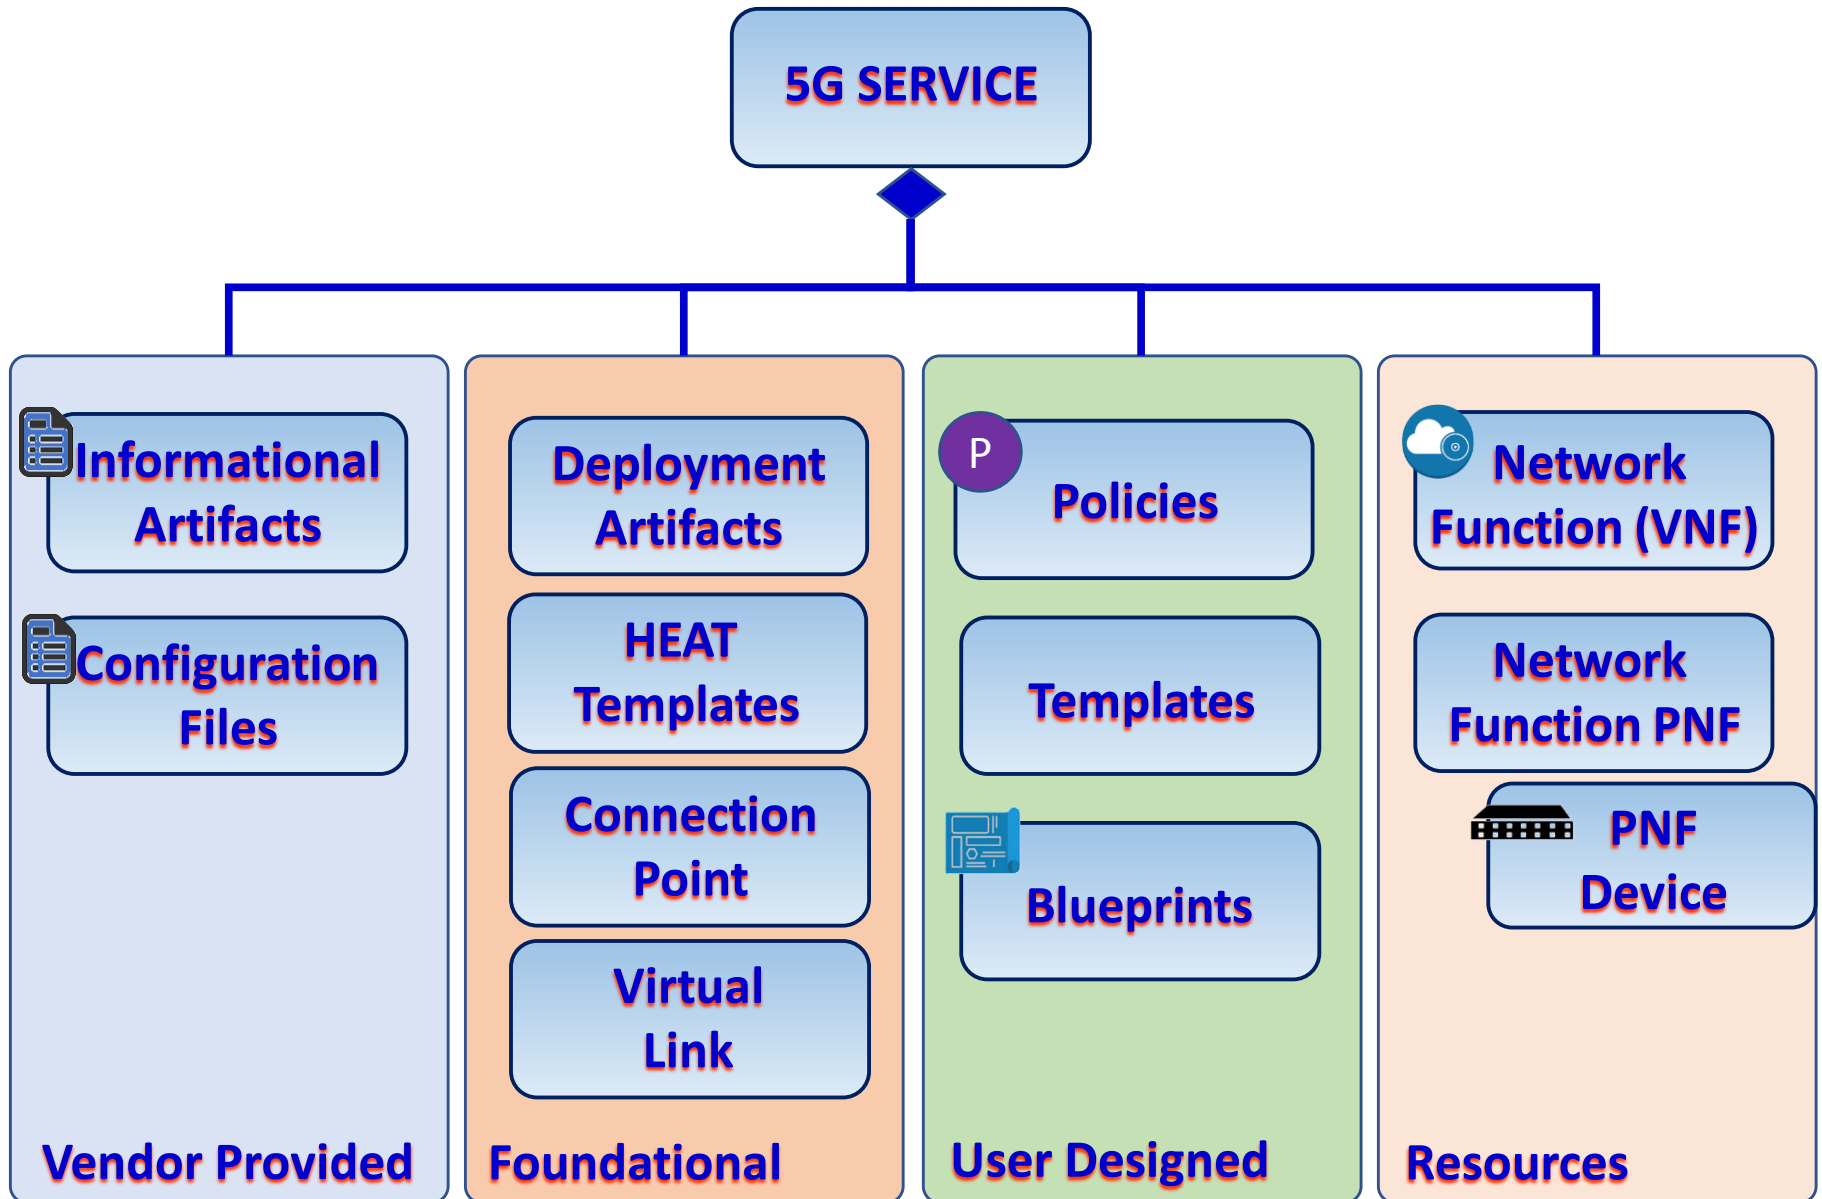 5G SERVICE
Informational
Artifacts
Configuration
Files
Vendor Provided
Deployment
Artifacts
HEAT
Templates
Connection
Point
Virtual
Link
Foundational
P
Policies
Templates
Blueprints
User Designed
Network
Function (VNF)
Network
Function PNF
PNF
Device
Resources